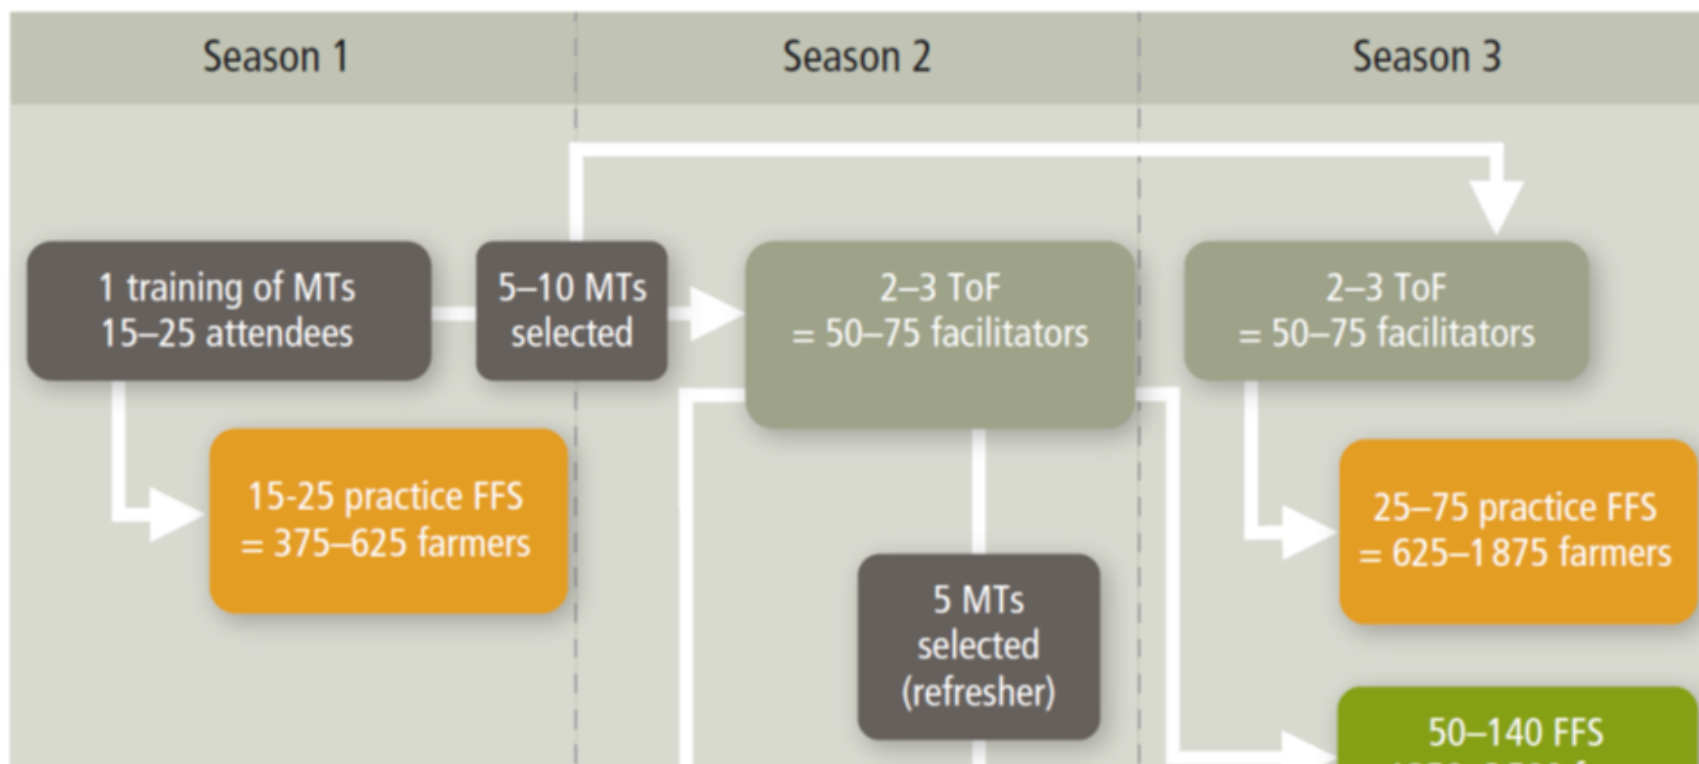 Season 1
Season 2
Season 3
1 training of MTs
15–25 attendees
5–10 MTs
selected
2–3 ToF
= 50–75 facilitators
2–3 ToF
= 50–75 facilitators
15-25 practice FFS
= 375–625 farmers
25–75 practice FFS
= 625–1 875 farmers
5 MTs
selected
(refresher)
50–140 FFS